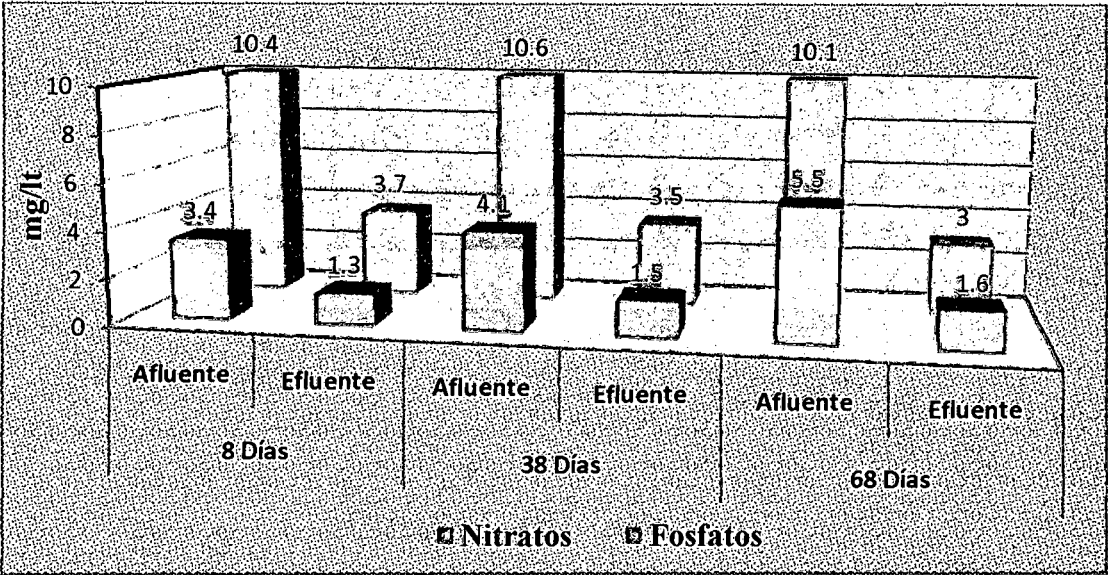 10.4 10.6 10.1
10
8
6
4
2
0
mg/lt
3.4 1.3 3.7 4.1 3.5 5.5 3 1.6
Afluente Efluente Afluente Efluente Afluente Efluente
8 Días 38 Días 68 Días
Nitratos Fosfatos